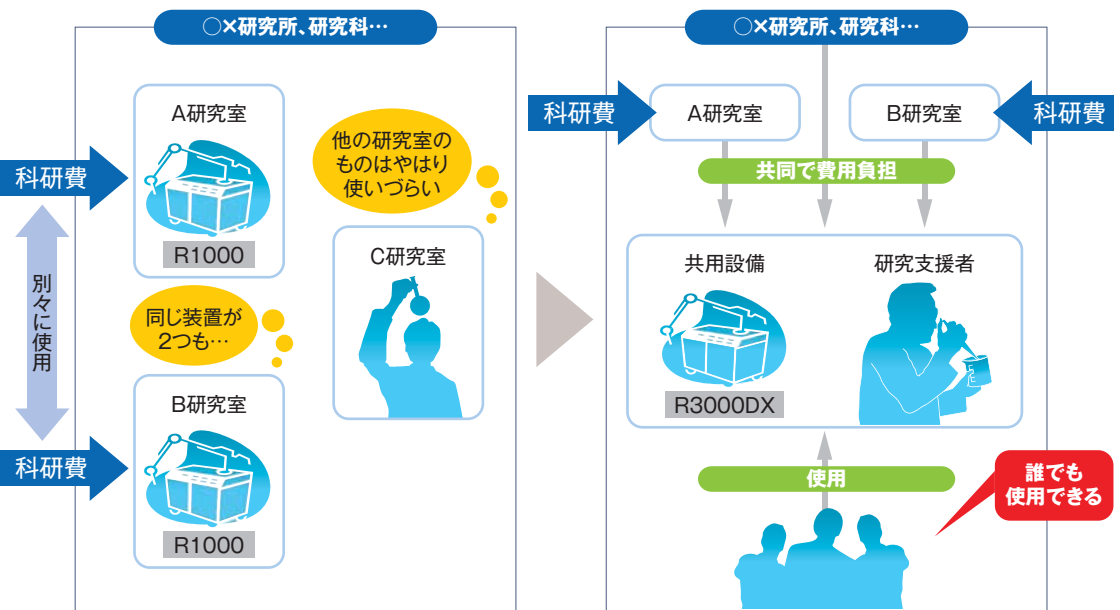 ○×研究所、研究科…
科研費
別々に使用
科研費
A研究室
R1000
同じ装置が
2つも…
B研究室
R1000
他の研究室の
ものはやはり
使いづらい
C研究室
○×研究所、研究科…
科研費
A研究室
B研究室
科研費
共同で費用負担
共用設備
R3000DX
研究支援者
使用
誰でも
使用できる